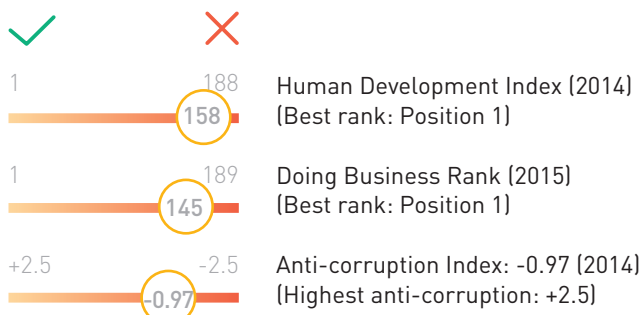 1 188
158
Human Development Index (2014)
(Best rank: Position 1)
1 189
145
Doing Business Rank (2015)
(Best rank: Position 1)
+2.5 -2.5
-0.97
Anti-corruption Index: -0.97 (2014)
(Highest anti-corruption: +2.5)